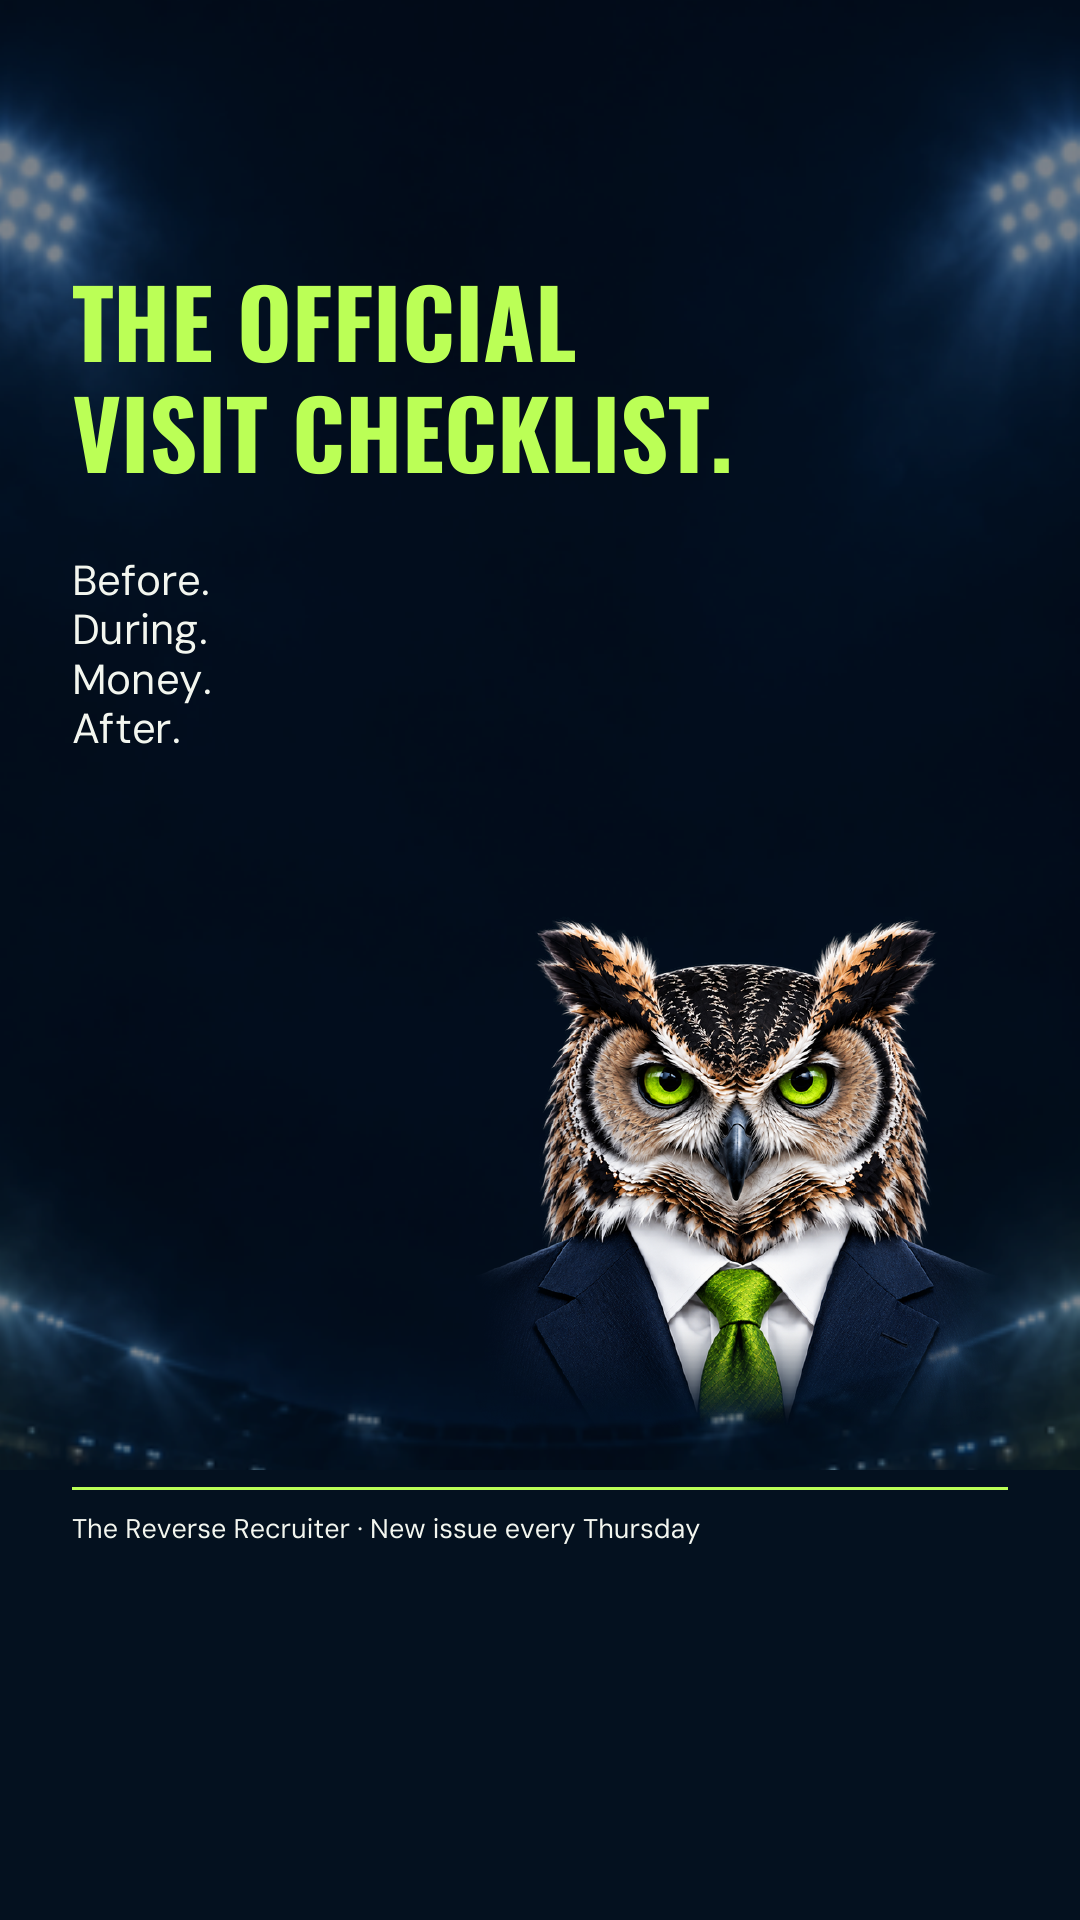 THE OFFICIAL
VISIT CHECKLIST.
Before.
During.
Money.
After.
The Reverse Recruiter · New issue every Thursday